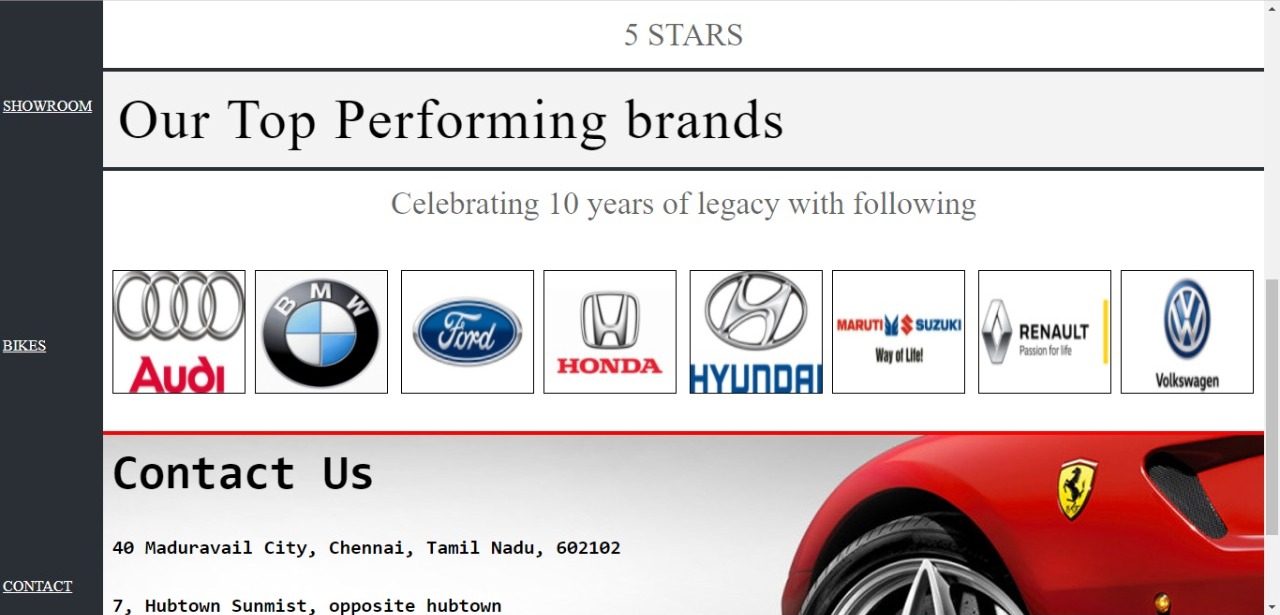 5 STARS
SHOWROOM
Our Top Performing brands
Celebrating 10 years of legacy with following
BIKES
Audi
BMW
Ford
HONDA
HYUNDAI
MARUTI SUZUKI
Way of Life!
RENAULT
Passion for life
Volkswagen
Contact Us
40 Maduravail City, Chennai, Tamil Nadu, 602102
CONTACT
7, Hubtown Sunmist, opposite hubtown